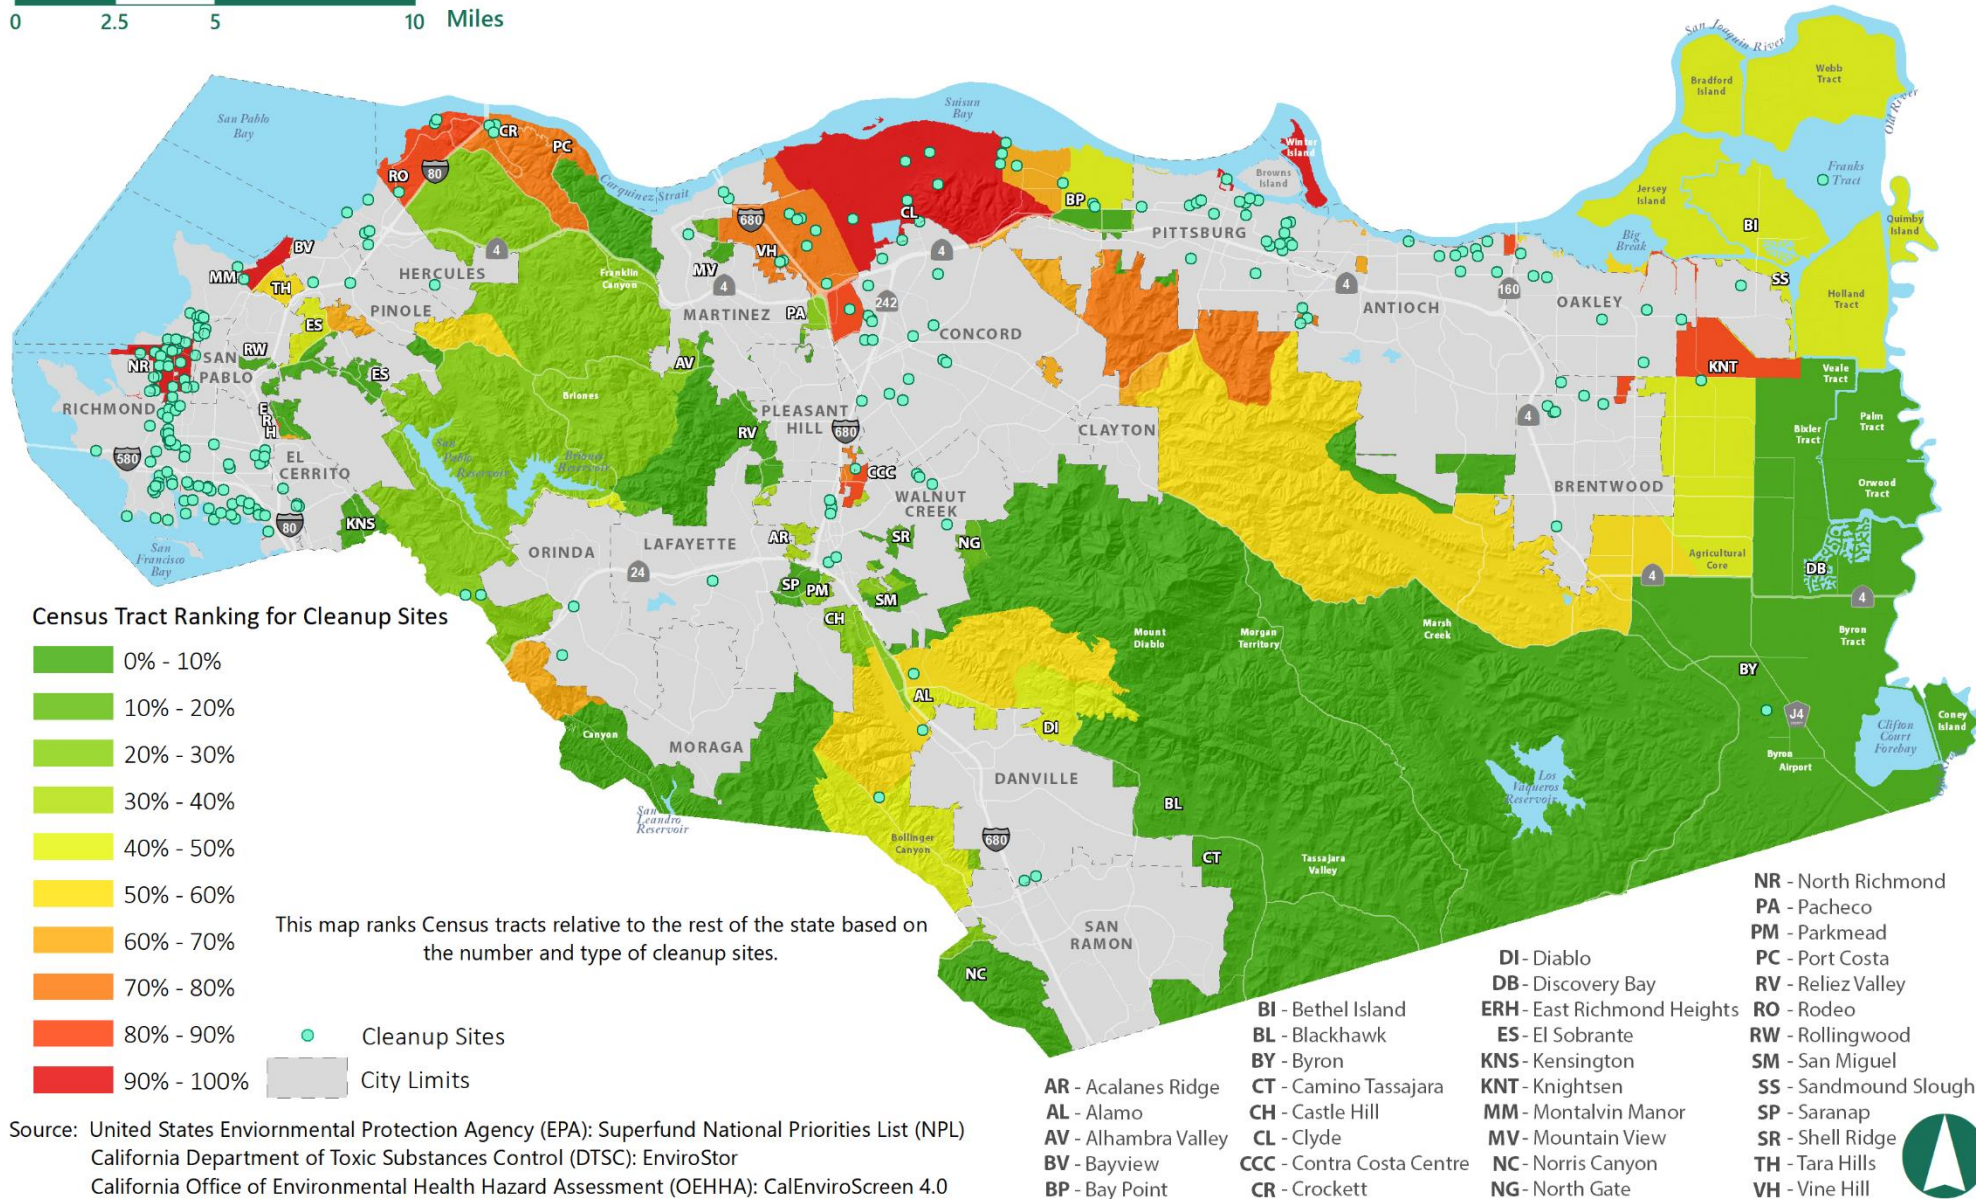 0 2.5 5 10 Miles
San Joaquin River
Webb Tract
Bradford Island
Old River
Suisun Bay
San Pablo Bay
CR
PC
Winter Island
Franks Tract
80
RO
Browns Island
Carquinez Strait
Jersey Island
BP
680
CL
Quimby Island
BI
PITTSBURG
Big Break
BV
4
VH
4
MM
HERCULES
Franklin Canyon
MV
SS
TH
4
4
160
Holland Tract
242
OAKLEY
PINOLE
MARTINEZ
PA
ANTIOCH
ES
CONCORD
RW
SAN PABLO
AV
NR
KNT
Veale Tract
ES
Briones
RICHMOND
PLEASANT HILL
ERH
4
Palm Tract
RV
680
CLAYTON
Bixler Tract
580
EL CERRITO
San Pablo Reservoir
Briones Reservoir
CCC
BRENTWOOD
Orwood Tract
WALNUT CREEK
80
KNS
AR
SR
NG
San Francisco Bay
ORINDA
LAFAYETTE
Agricultural Core
24
DB
4
SP
PM
SM
4
CH
Mount Diablo
Morgan Territory
Marsh Creek
Byron Tract
BY
AL
DI
J4
Coney Island
Clifton Court Forebay
Canyon
MORAGA
Byron Airport
DANVILLE
Los Vaqueros Reservoir
BL
San Leandro Reservoir
680
Bollinger Canyon
CT
Tassajara Valley
SAN RAMON
NC
Census Tract Ranking for Cleanup Sites
0% - 10%
10% - 20%
20% - 30%
30% - 40%
40% - 50%
50% - 60%
60% - 70%
70% - 80%
80% - 90%
90% - 100%
This map ranks Census tracts relative to the rest of the state based on
the number and type of cleanup sites.
Cleanup Sites
City Limits
AR - Acalanes Ridge
AL - Alamo
AV - Alhambra Valley
BV - Bayview
BP - Bay Point
BI - Bethel Island
BL - Blackhawk
BY - Byron
CT - Camino Tassajara
CH - Castle Hill
CL - Clyde
CCC - Contra Costa Centre
CR - Crockett
DI - Diablo
DB - Discovery Bay
ERH - East Richmond Heights
ES - El Sobrante
KNS - Kensington
KNT - Knightsen
MM - Montalvin Manor
MV - Mountain View
NC - Norris Canyon
NG - North Gate
NR - North Richmond
PA - Pacheco
PM - Parkmead
PC - Port Costa
RV - Reliez Valley
RO - Rodeo
RW - Rollingwood
SM - San Miguel
SS - Sandmound Slough
SP - Saranap
SR - Shell Ridge
TH - Tara Hills
VH - Vine Hill
Source: United States Enviornmental Protection Agency (EPA): Superfund National Priorities List (NPL)
California Department of Toxic Substances Control (DTSC): EnviroStor
California Office of Environmental Health Hazard Assessment (OEHHA): CalEnviroScreen 4.0